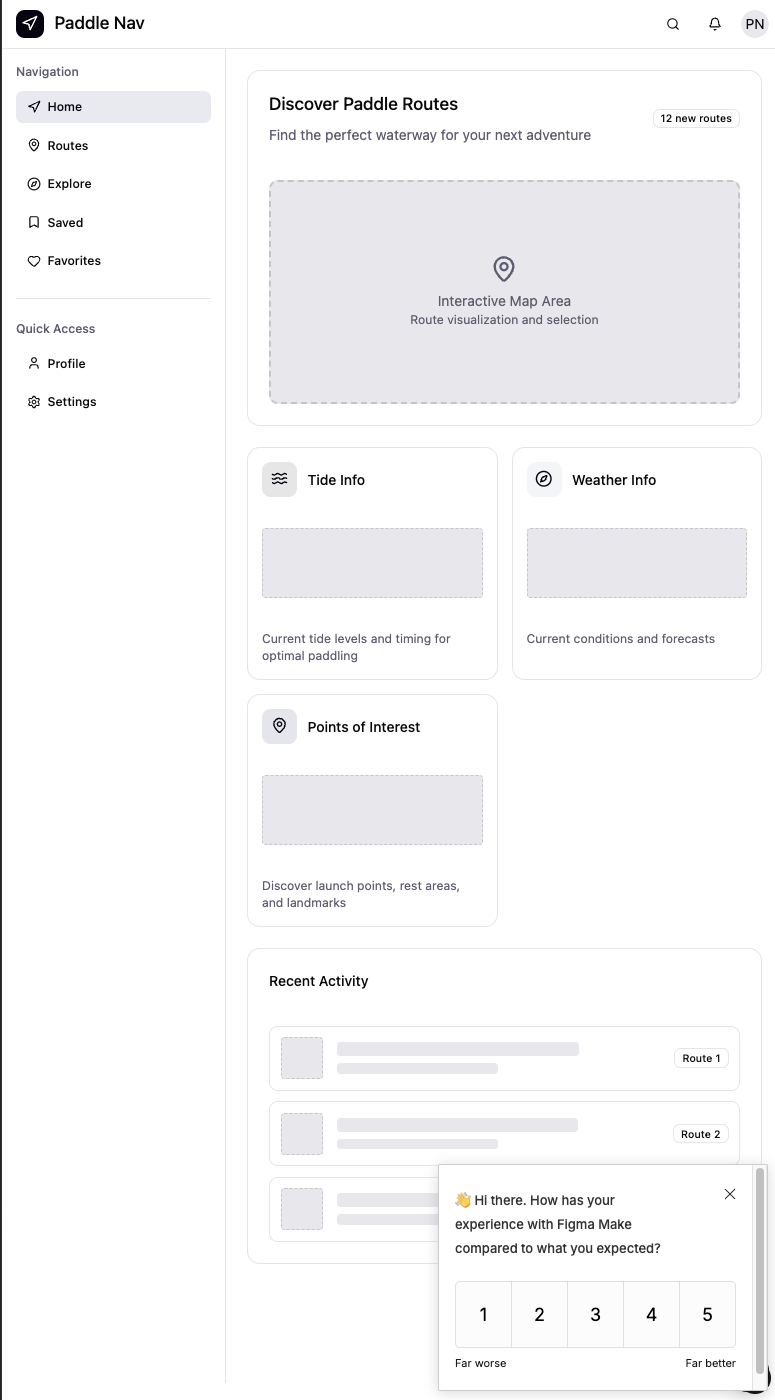 Paddle Nav
PN
Navigation
Home
Routes
Explore
Saved
Favorites
Quick Access
Profile
Settings
Discover Paddle Routes
Find the perfect waterway for your next adventure
12 new routes
Interactive Map Area
Route visualization and selection
Tide Info
Current tide levels and timing for
optimal paddling
Weather Info
Current conditions and forecasts
Points of Interest
Discover launch points, rest areas,
and landmarks
Recent Activity
Route 1
Route 2
👋 Hi there. How has your
experience with Figma Make
compared to what you expected?
1 2 3 4 5
Far worse Far better